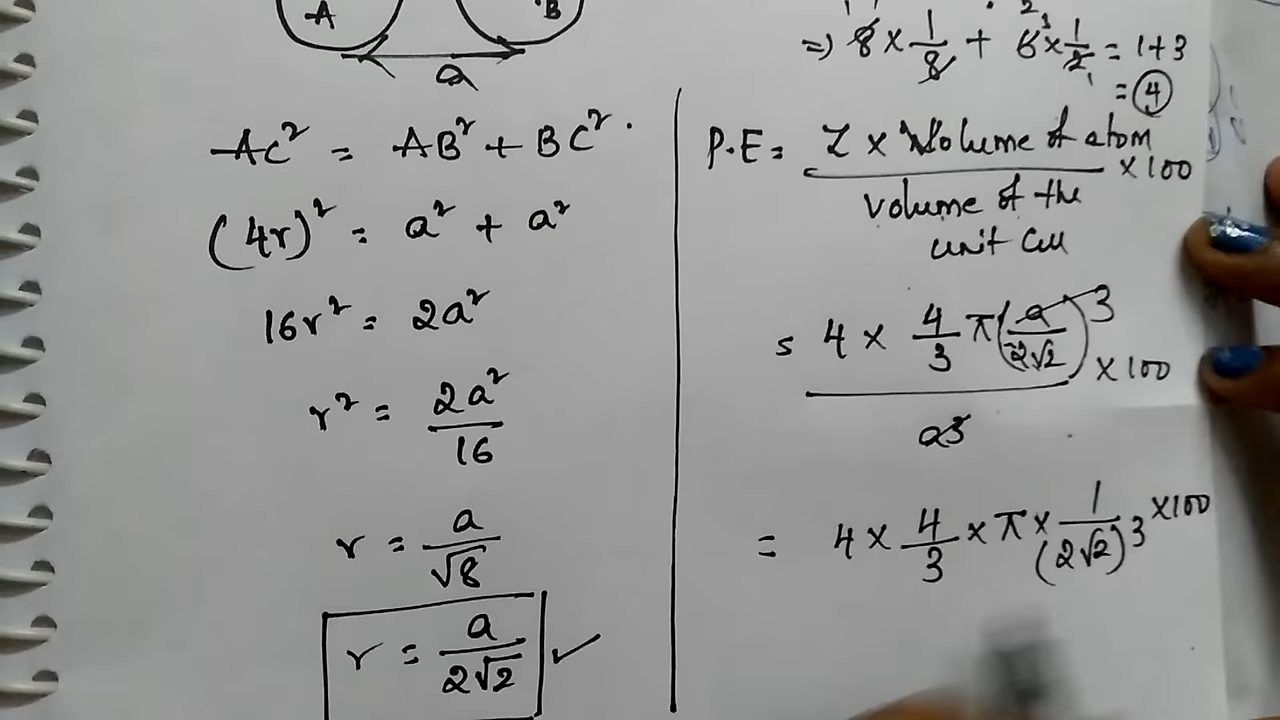 A
B
a
AC² = AB² + BC².
(4r)² = a² + a²
16r² = 2a²
r² = 2a²/16
r = a/√8
r = a/2√2 ✓
=) 8 × 1/8 + 6 × 1/2 = 1+3
= 4
P.E = Z × Volume of atom / Volume of the unit cell × 100
= 4 × 4/3 π (a/2√2)³ / a³ × 100
= 4 × 4/3 × π × 1/(2√2)³ × 100